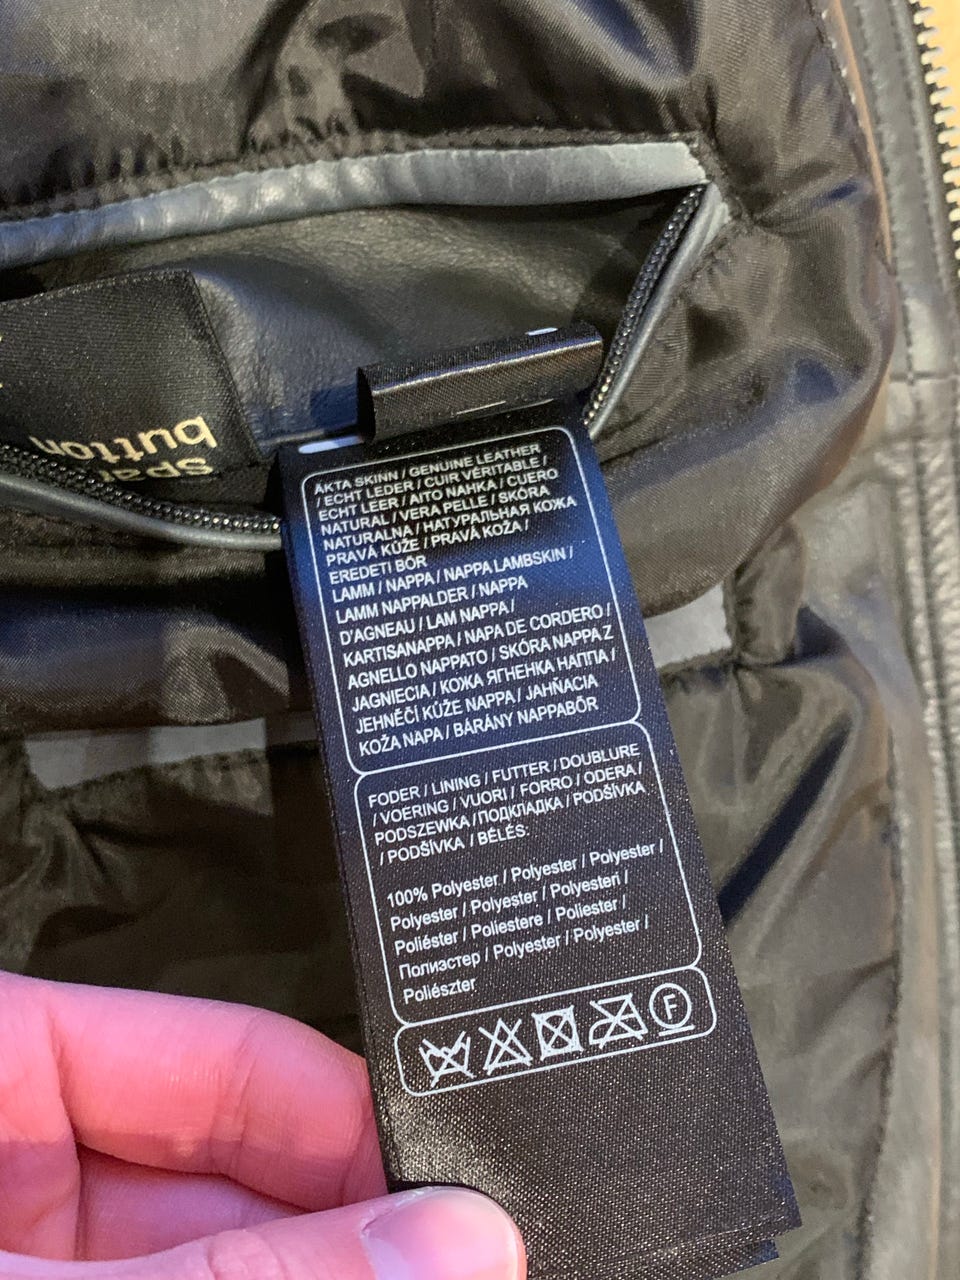 spa
button
ÄKTA SKINN / GENUINE LEATHER
/ ECHT LEDER / CUIR VÉRITABLE /
ECHT LEER / AITO NAHKA / CUERO
NATURAL / VERA PELLE / SKÓRA
NATURALNA / НАТУРАЛЬНАЯ КОЖА
PRAVÁ KŮŽE / PRAVÁ KOŽA /
EREDETI BŐR
LAMM / NAPPA / NAPPA LAMBSKIN /
LAMM NAPPALDER / NAPPA
D'AGNEAU / LAM NAPPA /
KARTISANAPPA / NAPA DE CORDERO /
AGNELLO NAPPATO / SKÓRA NAPPA Z
JAGNIECIA / КОЖА ЯГНЕНКА НАППА /
JEHNĚČÍ KŮŽE NAPPA / JAHŇACIA
KOŽA NAPA / BÁRÁNY NAPPABŐR
FODER / LINING / FUTTER / DOUBLURE
/ VOERING / VUORI / FORRO / ODERA /
PODSZEWKA /ПОДКЛАДКА / PODŠÍVKA
/ PODŠÍVKA / BÉLÉS:
100% Polyester / Polyester / Polyester /
Polyester / Polyester / Polyesteri /
Poliéster / Poliestere / Poliester /
Полиэстер / Polyester / Polyester /
Poliészter
F